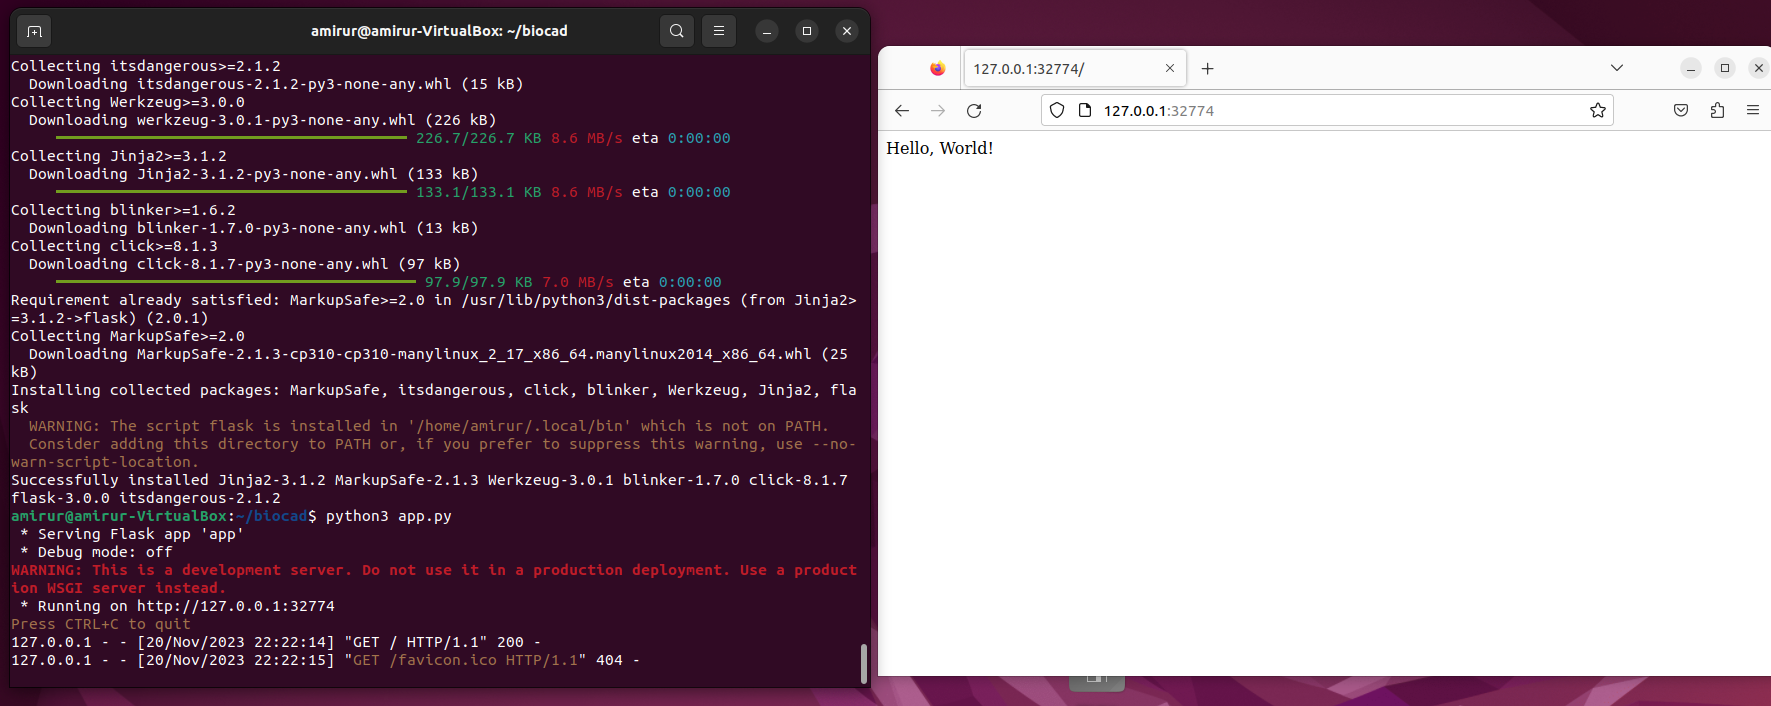 amirur@amirur-VirtualBox: ~/biocad
Collecting itsdangerous>=2.1.2
  Downloading itsdangerous-2.1.2-py3-none-any.whl (15 kB)
Collecting Werkzeug>=3.0.0
  Downloading werkzeug-3.0.1-py3-none-any.whl (226 kB)
226.7/226.7 KB 8.6 MB/s eta 0:00:00
Collecting Jinja2>=3.1.2
  Downloading Jinja2-3.1.2-py3-none-any.whl (133 kB)
133.1/133.1 KB 8.6 MB/s eta 0:00:00
Collecting blinker>=1.6.2
  Downloading blinker-1.7.0-py3-none-any.whl (13 kB)
Collecting click>=8.1.3
  Downloading click-8.1.7-py3-none-any.whl (97 kB)
97.9/97.9 KB 7.0 MB/s eta 0:00:00
Requirement already satisfied: MarkupSafe>=2.0 in /usr/lib/python3/dist-packages (from Jinja2>
=3.1.2->flask) (2.0.1)
Collecting MarkupSafe>=2.0
  Downloading MarkupSafe-2.1.3-cp310-cp310-manylinux_2_17_x86_64.manylinux2014_x86_64.whl (25
kB)
Installing collected packages: MarkupSafe, itsdangerous, click, blinker, Werkzeug, Jinja2, fla
sk
  WARNING: The script flask is installed in '/home/amirur/.local/bin' which is not on PATH.
  Consider adding this directory to PATH or, if you prefer to suppress this warning, use --no-
warn-script-location.
Successfully installed Jinja2-3.1.2 MarkupSafe-2.1.3 Werkzeug-3.0.1 blinker-1.7.0 click-8.1.7
flask-3.0.0 itsdangerous-2.1.2
amirur@amirur-VirtualBox:~/biocad$ python3 app.py
 * Serving Flask app 'app'
 * Debug mode: off
WARNING: This is a development server. Do not use it in a production deployment. Use a product
ion WSGI server instead.
 * Running on http://127.0.0.1:32774
Press CTRL+C to quit
127.0.0.1 - - [20/Nov/2023 22:22:14] "GET / HTTP/1.1" 200 -
127.0.0.1 - - [20/Nov/2023 22:22:15] "GET /favicon.ico HTTP/1.1" 404 -
127.0.0.1:32774/
127.0.0.1:32774
Hello, World!